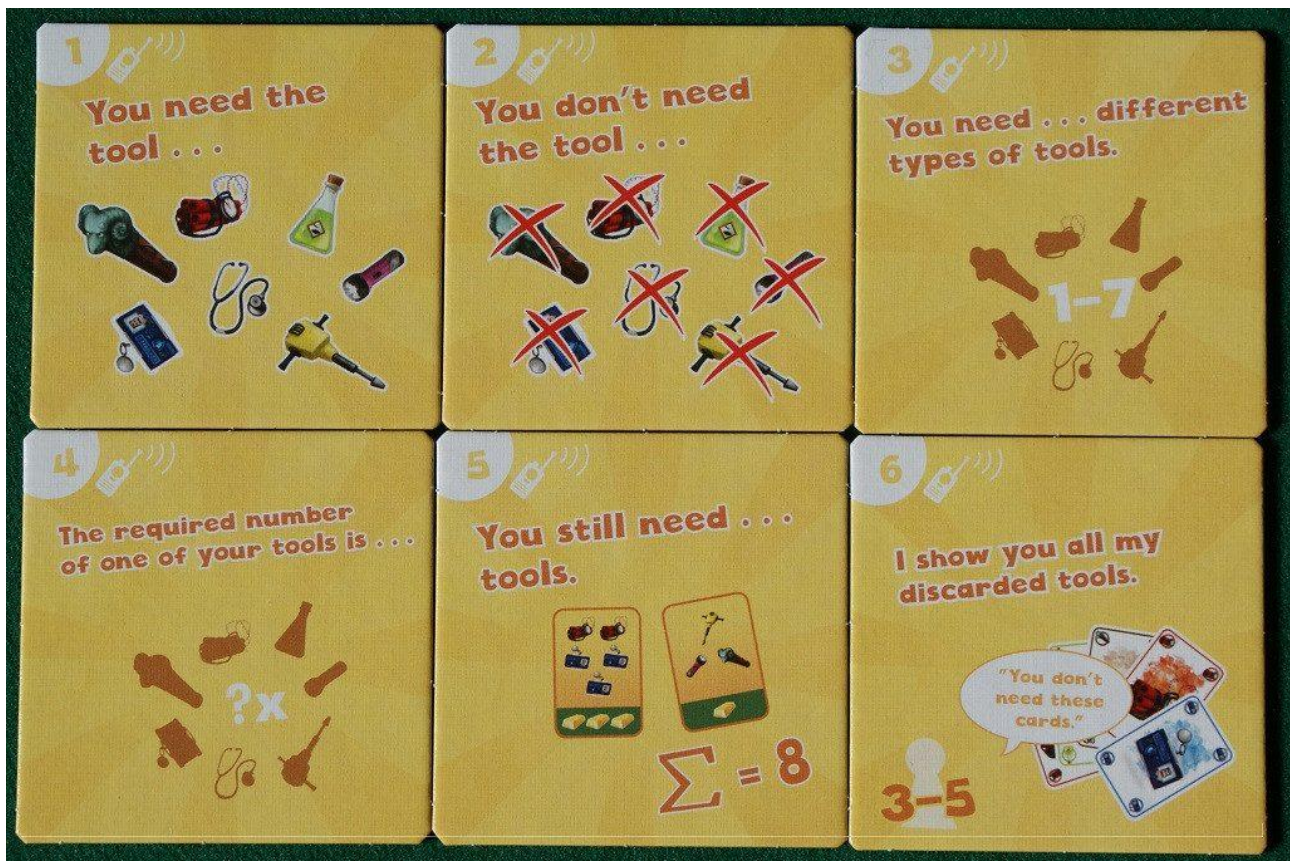 1
You need the
tool . . .
2
You don't need
the tool . . .
3
You need . . . different
types of tools.
1–7
4
The required number
of one of your tools is . . .
?x
5
You still need . . .
tools.
Σ = 8
6
I show you all my
discarded tools.
"You don't
need these
cards."
3–5